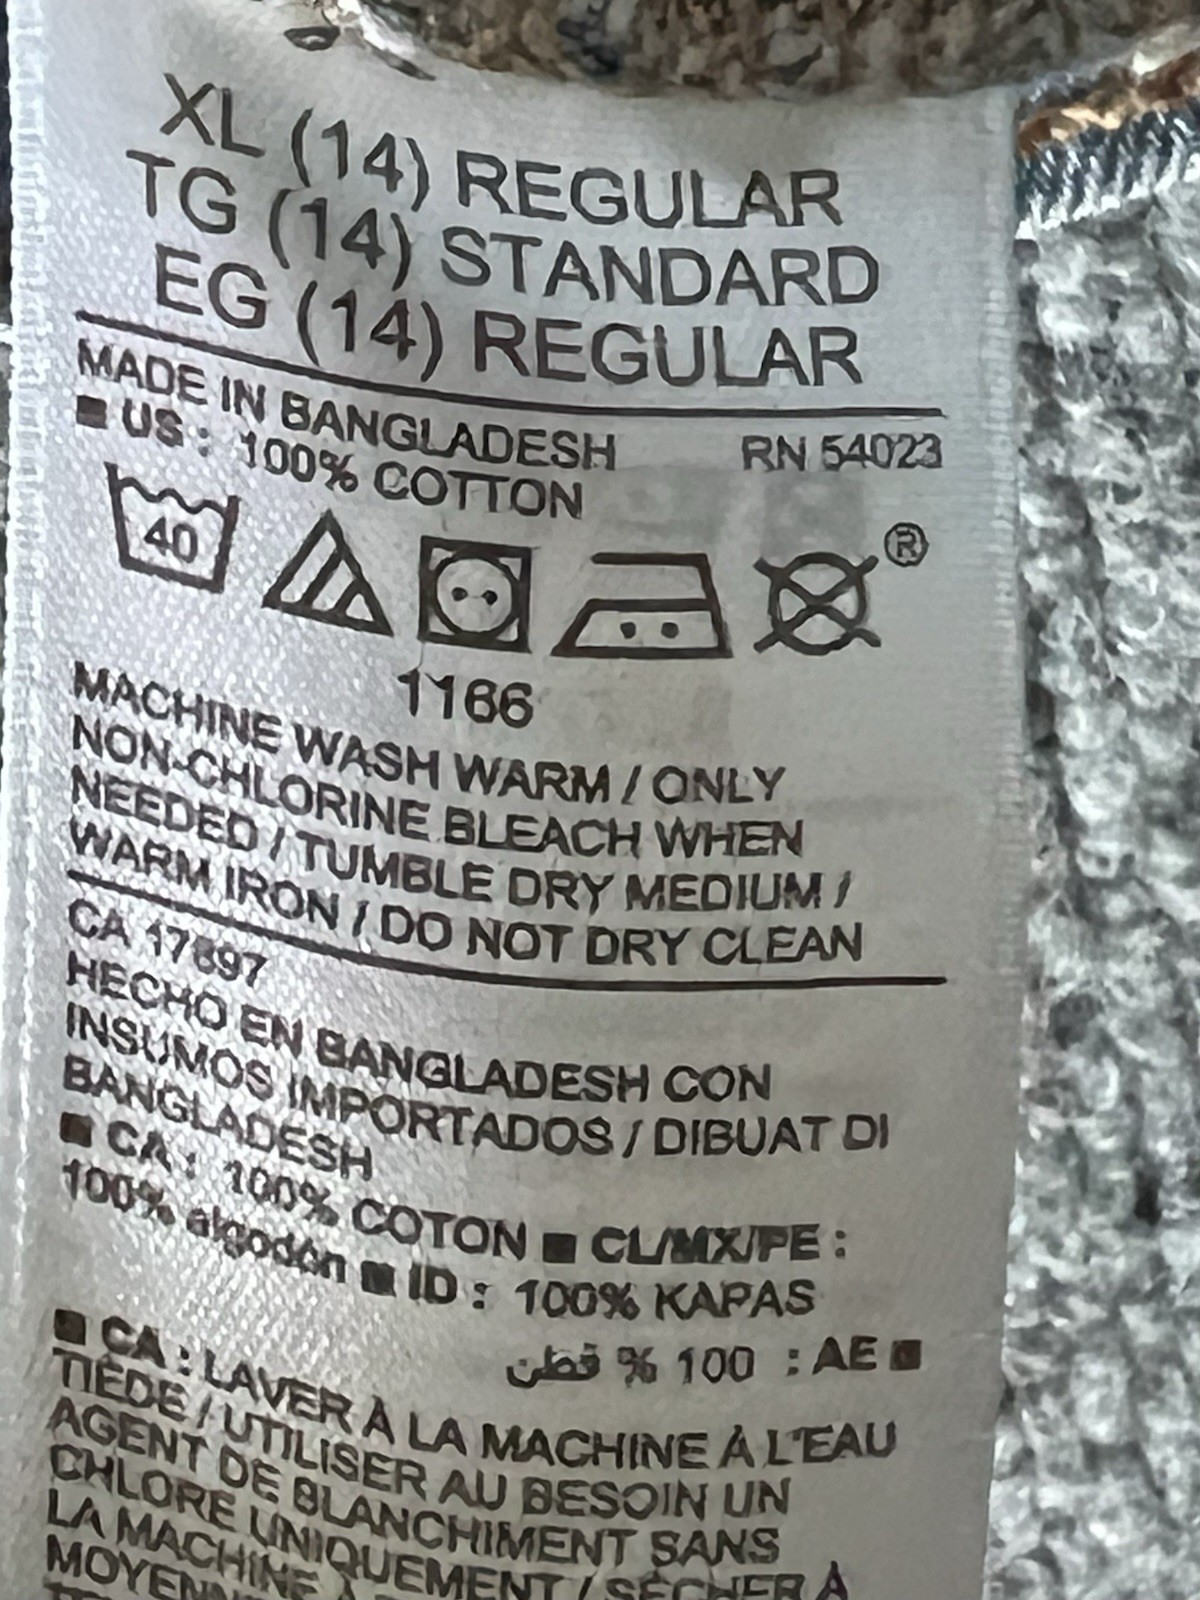 XL (14) REGULAR
TG (14) STANDARD
EG (14) REGULAR
MADE IN BANGLADESH RN 54023
■ US : 100% COTTON
40
®
1166
MACHINE WASH WARM / ONLY
NON-CHLORINE BLEACH WHEN
NEEDED / TUMBLE DRY MEDIUM /
WARM IRON / DO NOT DRY CLEAN
CA 17897
HECHO EN BANGLADESH CON
INSUMOS IMPORTADOS / DIBUAT DI
BANGLADESH
■ CA : 100% COTON ■ CL/MX/PE :
100% algodón ■ ID : 100% KAPAS
■ AE : 100 % قطن
■ CA : LAVER À LA MACHINE À L'EAU
TIÈDE / UTILISER AU BESOIN UN
AGENT DE BLANCHIMENT SANS
CHLORE UNIQUEMENT / SÉCHER À
LA MACHINE À